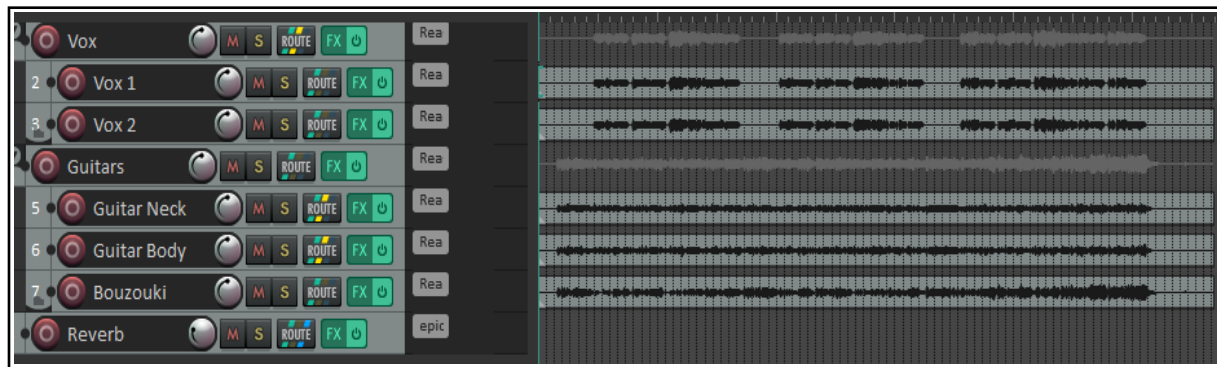 Vox M S ROUTE FX Rea
2 Vox 1 M S ROUTE FX Rea
3 Vox 2 M S ROUTE FX Rea
Guitars M S ROUTE FX Rea
5 Guitar Neck M S ROUTE FX Rea
6 Guitar Body M S ROUTE FX Rea
7 Bouzouki M S ROUTE FX Rea
Reverb M S ROUTE FX epic